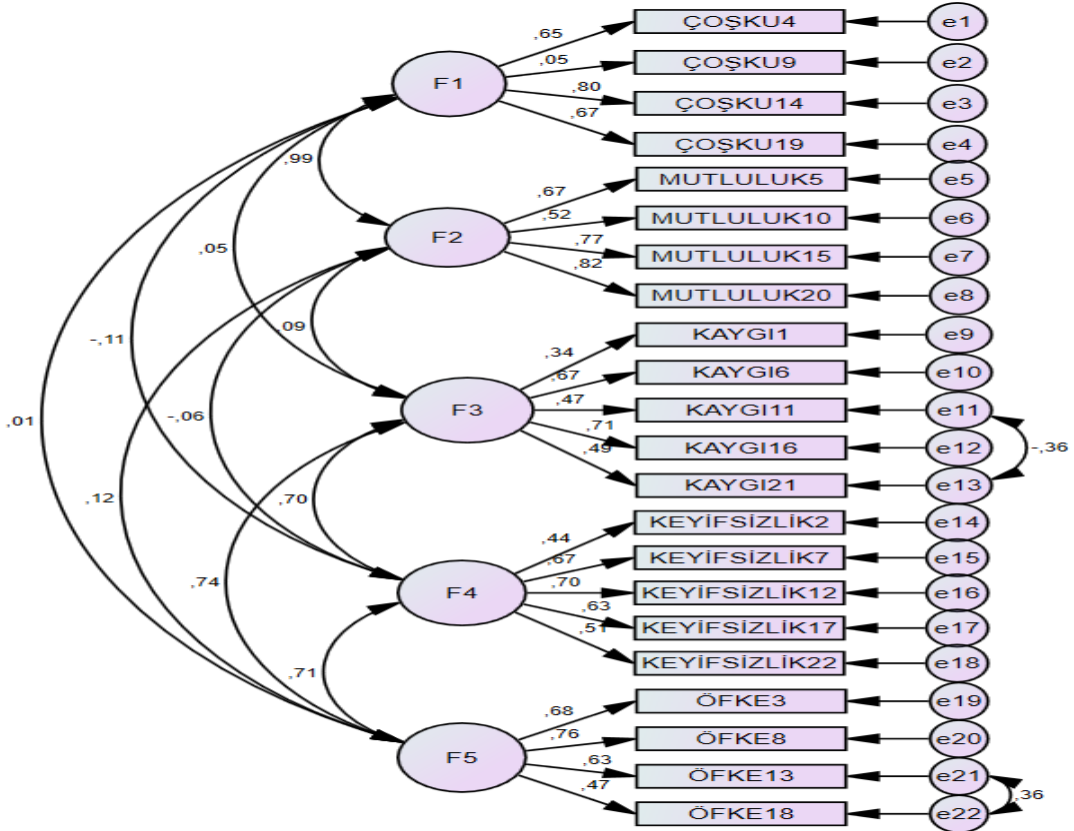 ,65 ÇOŞKU4 e1
,05 ÇOŞKU9 e2
F1
,80 ÇOŞKU14 e3
,67 ÇOŞKU19 e4
,99
,67 MUTLULUK5 e5
,52 MUTLULUK10 e6
F2
,77 MUTLULUK15 e7
,05
,82 MUTLULUK20 e8
,09
-,11
,34 KAYGI1 e9
,67 KAYGI6 e10
,47 KAYGI11 e11
F3
-,06
,01
,71 KAYGI16 e12
-,36
,49 KAYGI21 e13
,12
,70
,44 KEYİFSİZLİK2 e14
,67 KEYİFSİZLİK7 e15
,74
,70 KEYİFSİZLİK12 e16
F4
,63 KEYİFSİZLİK17 e17
,51 KEYİFSİZLİK22 e18
,71
,68 ÖFKE3 e19
,76 ÖFKE8 e20
F5
,63 ÖFKE13 e21
,36
,47 ÖFKE18 e22